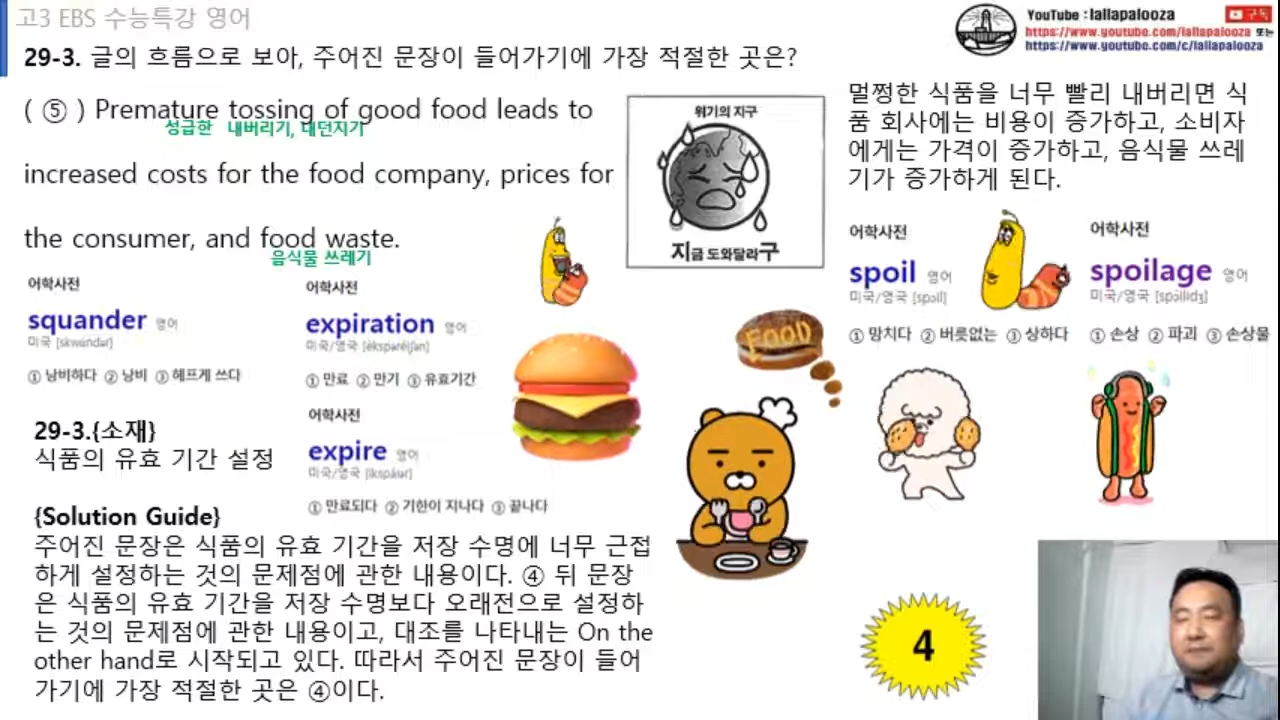 고3 EBS 수능특강 영어
YouTube : lallapalooza
구독
https://www.youtube.com/lallapalooza 또는
https://www.youtube.com/c/lallapalooza
29-3. 글의 흐름으로 보아, 주어진 문장이 들어가기에 가장 적절한 곳은?
( ⑤ ) Premature tossing of good food leads to
성급한 내버리기, 내던지기
increased costs for the food company, prices for
the consumer, and food waste.
음식물 쓰레기
위기의 지구
지금 도와달라구
멀쩡한 식품을 너무 빨리 내버리면 식
품 회사에는 비용이 증가하고, 소비자
에게는 가격이 증가하고, 음식물 쓰레
기가 증가하게 된다.
어학사전
squander 영어
미국 [skwɑ́ndər]
① 낭비하다 ② 낭비 ③ 헤프게 쓰다
어학사전
expiration 영어
미국/영국 [èkspəréiʃən]
① 만료 ② 만기 ③ 유효기간
어학사전
expire 영어
미국/영국 [ikspáiər]
① 만료되다 ② 기한이 지나다 ③ 끝나다
어학사전
spoil 영어
미국/영국 [spɔil]
① 망치다 ② 버릇없는 ③ 상하다
어학사전
spoilage 영어
미국/영국 [spɔ́ilidʒ]
① 손상 ② 파괴 ③ 손상물
FOOD
29-3.{소재}
식품의 유효 기간 설정
{Solution Guide}
주어진 문장은 식품의 유효 기간을 저장 수명에 너무 근접
하게 설정하는 것의 문제점에 관한 내용이다. ④ 뒤 문장
은 식품의 유효 기간을 저장 수명보다 오래전으로 설정하
는 것의 문제점에 관한 내용이고, 대조를 나타내는 On the
other hand로 시작되고 있다. 따라서 주어진 문장이 들어
가기에 가장 적절한 곳은 ④이다.
4